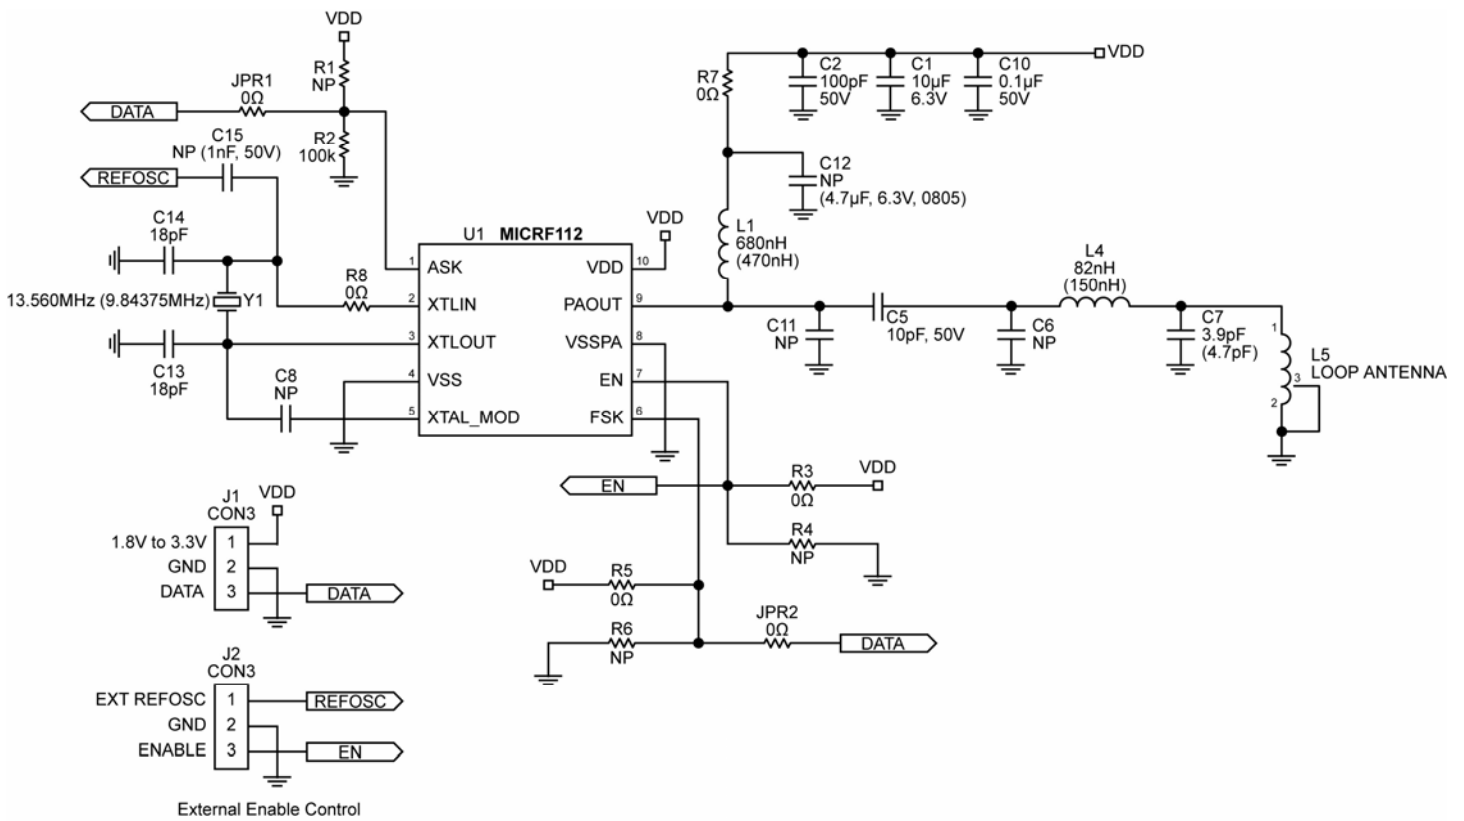 VDD
R1
NP
JPR1
0Ω
DATA
R2
100k
C15
NP (1nF, 50V)
REFOSC
C14
18pF
13.560MHz (9.84375MHz)
Y1
R8
0Ω
C13
18pF
C8
NP
U1 MICRF112
1 ASK
2 XTLIN
3 XTLOUT
4 VSS
5 XTAL_MOD
VDD 10
PAOUT 9
VSSPA 8
EN 7
FSK 6
VDD
R7
0Ω
C2
100pF
50V
C1
10µF
6.3V
C10
0.1µF
50V
VDD
C12
NP
(4.7µF, 6.3V, 0805)
L1
680nH
(470nH)
C11
NP
C5
10pF, 50V
C6
NP
L4
82nH
(150nH)
C7
3.9pF
(4.7pF)
1
L5
LOOP ANTENNA
3
2
EN
R3
0Ω
VDD
R4
NP
VDD
R5
0Ω
R6
NP
JPR2
0Ω
DATA
J1
CON3
VDD
1.8V to 3.3V 1
GND 2
DATA 3
DATA
J2
CON3
EXT REFOSC 1
REFOSC
GND 2
ENABLE 3
EN
External Enable Control